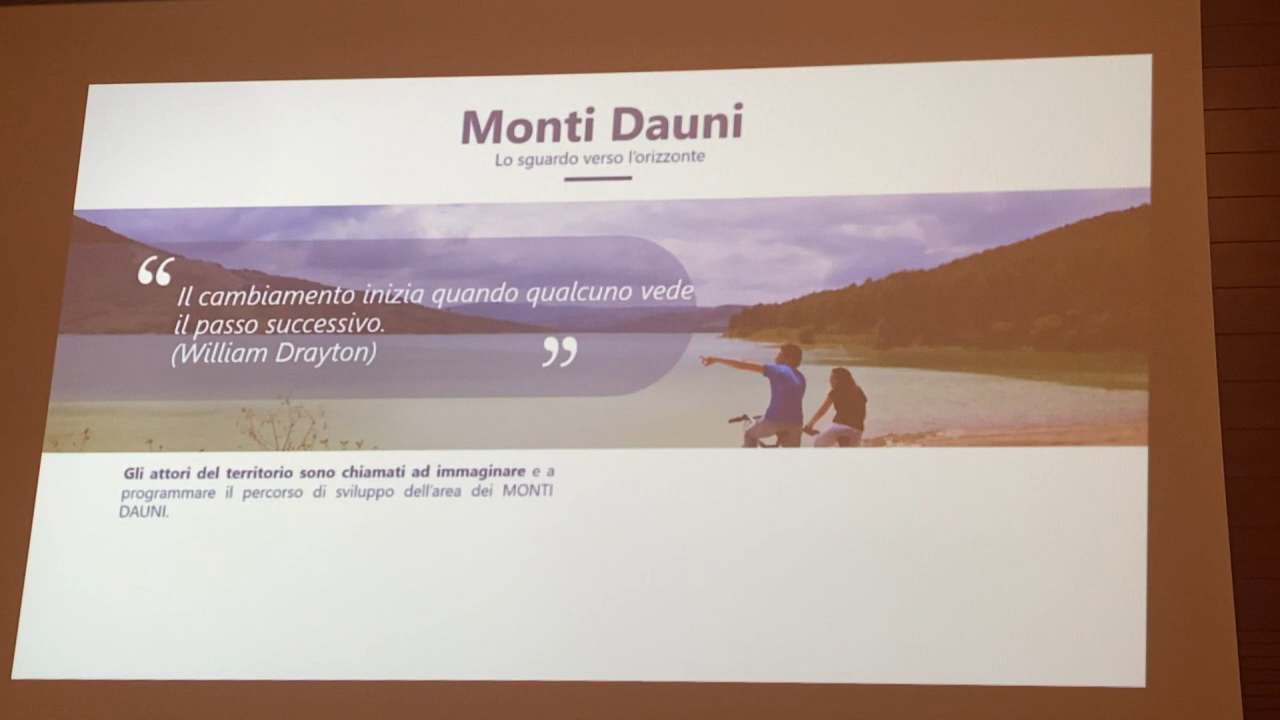 Monti Dauni
Lo sguardo verso l'orizzonte
“
Il cambiamento inizia quando qualcuno vede
il passo successivo.
(William Drayton)
”
Gli attori del territorio sono chiamati ad immaginare e a
programmare il percorso di sviluppo dell'area dei MONTI
DAUNI.